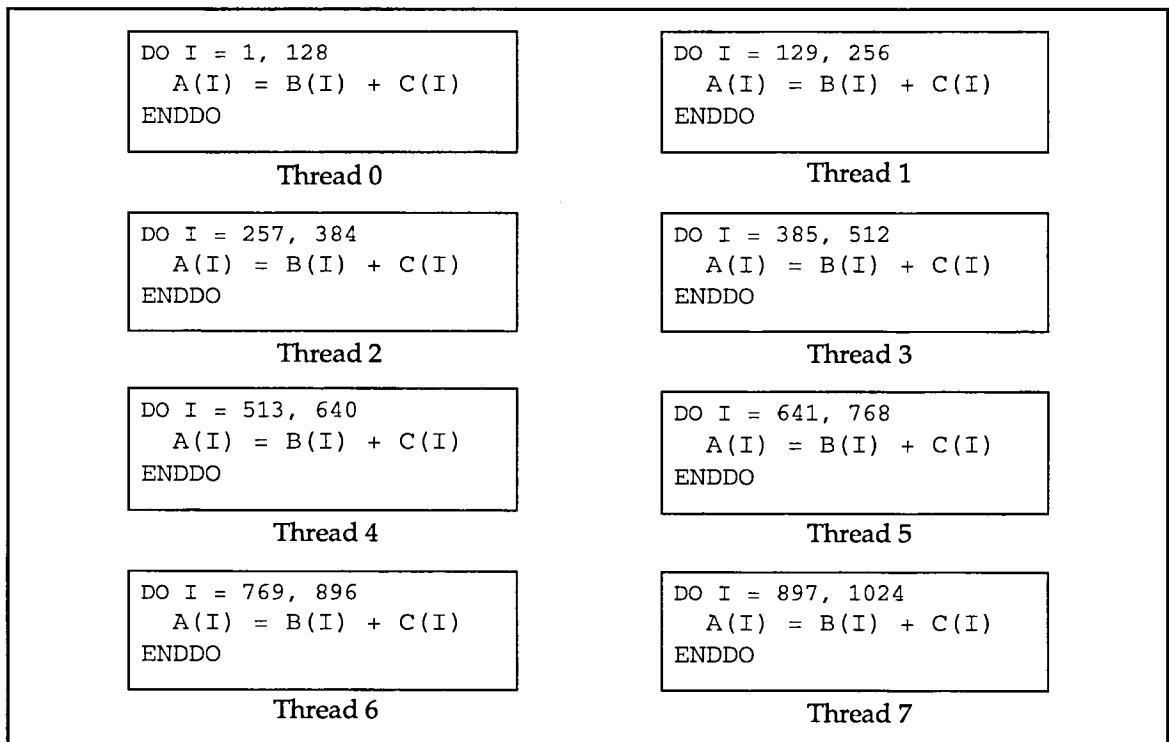 DO I = 1, 128
A(I) = B(I) + C(I)
ENDDO
Thread 0
DO I = 129, 256
A(I) = B(I) + C(I)
ENDDO
Thread 1
DO I = 257, 384
A(I) = B(I) + C(I)
ENDDO
Thread 2
DO I = 385, 512
A(I) = B(I) + C(I)
ENDDO
Thread 3
DO I = 513, 640
A(I) = B(I) + C(I)
ENDDO
Thread 4
DO I = 641, 768
A(I) = B(I) + C(I)
ENDDO
Thread 5
DO I = 769, 896
A(I) = B(I) + C(I)
ENDDO
Thread 6
DO I = 897, 1024
A(I) = B(I) + C(I)
ENDDO
Thread 7